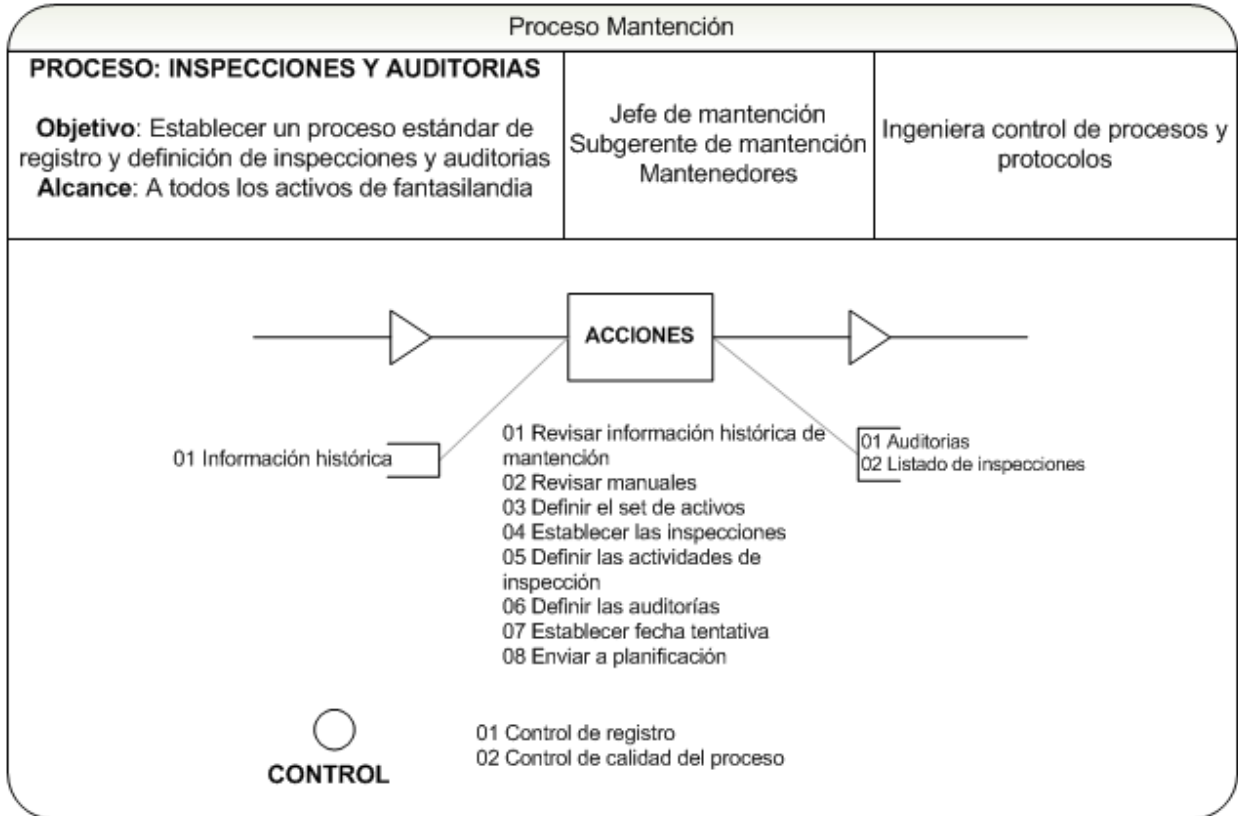 Proceso Mantención
PROCESO: INSPECCIONES Y AUDITORIAS
Objetivo: Establecer un proceso estándar de
registro y definición de inspecciones y auditorias
Alcance: A todos los activos de fantasilandia
Jefe de mantención
Subgerente de mantención
Mantenedores
Ingeniera control de procesos y
protocolos
ACCIONES
01 Información histórica
01 Revisar información histórica de
mantención
02 Revisar manuales
03 Definir el set de activos
04 Establecer las inspecciones
05 Definir las actividades de
inspección
06 Definir las auditorías
07 Establecer fecha tentativa
08 Enviar a planificación
01 Auditorias
02 Listado de inspecciones
CONTROL
01 Control de registro
02 Control de calidad del proceso